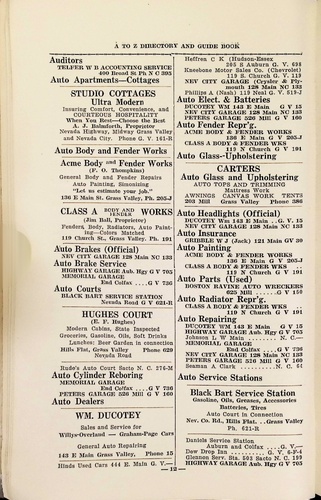 A TO Z DIRECTORY AND GUIDE BOOK
Auditors
TELFER W B ACCOUNTING SERVICE
400 Broad St Ph N C 395
Auto Apartments—Cottages
STUDIO COTTAGES
Ultra Modern
Insuring Comfort, Convenience, and
COURTEOUS HOSPITALITY
When You Rest—Choose the Best
A. J. Balmforth, Proprietor
Nevada Highway, Midway Grass Valley
and Nevada City. Phone G. V. 161-R
Auto Body and Fender Works
Acme Body and Fender Works
(F. O. Thompkins)
General Body and Fender Repairs
Auto Painting, Simonizing
"Let us estimate your job."
136 E Main St. Grass Valley. Ph. 205-J
CLASS A BODY AND FENDER WORKS
(Jim Bell, Proprietor)
Fenders, Body, Radiators, Auto Painting—Colors Matched
119 Church St., Grass Valley. Ph. 191
Auto Brakes (Official)
NEV CITY GARAGE 128 Main NC 133
Auto Brake Service
HIGHWAY GARAGE Aub. Hgy G V 705
MEMORIAL GARAGE
End Colfax G V 736
Auto Courts
BLACK BART SERVICE STATION
Nevada Road G V 621-R
HUGHES COURT
(E. F. Hughes)
Modern Cabins, State Inspected
Groceries, Gasoline, Oils, Soft Drinks
Lunches: Beer Garden in connection
Hills Flat, Grass Valley Phone 629
Nevada Road
Rude's Auto Court Sacto N. C. 276-M
Auto Cylinder Reboring
MEMORIAL GARAGE
End Colfax G V 736
PETERS GARAGE 526 Mill G V 160
Auto Dealers
WM. DUCOTEY
Sales and Service for
Willys-Overland — Graham-Page Cars
General Auto Repairing
143 E Main Grass Valley, Phone 15
Hinds Used Cars 444 E. Main G. V.—
Heffren C K (Hudson-Essex
205 S Auburn G. V. 698
Kneebone Motor Sales Co. (Chevrolet)
119 S. Church G. V. 119
NEV CITY GARAGE (Crysler & Plymouth
128 Main NC 133
Phillips A (Nash) 119 Neal G. V. 519-J
Auto Elect. & Batteries
DUCOTEY WM 143 E Main G V 15
NEV CITY GARAGE 128 Main NC 133
PETERS GARAGE 526 Mill G V 160
Auto Fender Repr'g.
ACME BODY & FENDER WORKS
136 E Main G V 205-J
CLASS A BODY & FENDER WKS
119 N Church G V 191
Auto Glass-Upholstering
CARTERS
Auto Glass and Upholstering
AUTO TOPS AND TRIMMING
Mattress Work
AWNINGS CANVAS WORK TENTS
203 Mill Grass Valley Phone 386
Auto Headlights (Official)
DUCOTEY Wm 143 E Main G. V. 15
NEV CITY GARAGE 128 Main NC 133
Auto Insurance
GRIBBLE W J (Jack) 121 Main GV 39
Auto Painting
ACME BODY & FENDER WORKS
136 E Main G V 205-J
CLASS A BODY & FENDER WKS
119 N Church G V 191
Auto Parts (Used)
BOSTON RAVINE AUTO WRECKERS
625 Mill G V 150
Auto Radiator Repr'g.
CLASS A BODY & FENDER WKS
119 N Church G V 191
Auto Repairing
DUCOTEY WM 143 E Main G V 15
HIGHWAY GARAGE Aub. Hgy G V 705
Johnson L. W Main N. C.
MEMORIAL GARAGE
End Colfax G V 736
NEV CITY GARAGE 128 Main NC 133
PETERS GARAGE 526 Mill G V 160
Seaman A Clark N. C. 64
Auto Service Stations
Black Bart Service Station
Gasoline, Oils, Greases, Accessories
Batteries, Tires
Auto Court in Connection
Nev. Co. Rd., Hills Flat. Grass Valley
Ph. G V 621-R
Daniels Service Station
Auburn and Colfax G. V.
Dew Drop Inn G. V. 6-F-4
Glennon Serv. Sta. 503 Sacto N. C. 199
HIGHWAY GARAGE Aub. Hgy G V 705
—12—